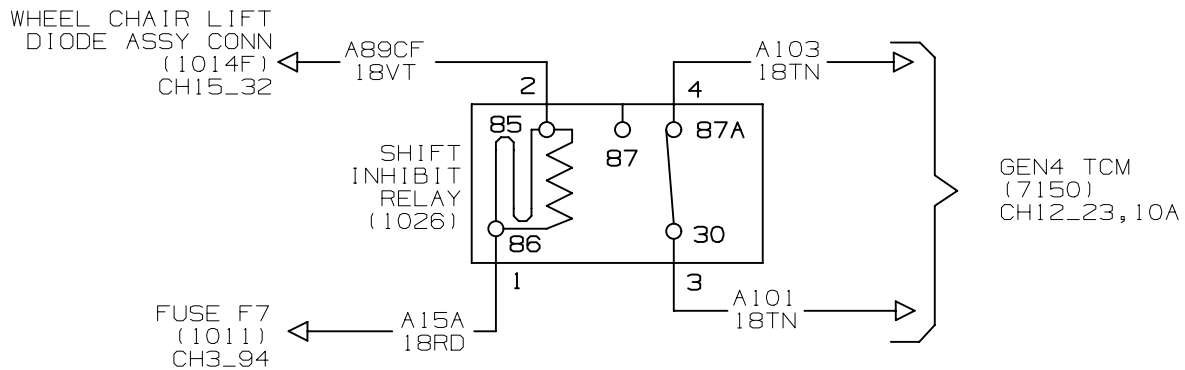 WHEEL CHAIR LIFT
DIODE ASSY CONN
(1014F)
CH15_32
A89CF
18VT
A103
18TN
2
4
85
87
87A
SHIFT
INHIBIT
RELAY
(1026)
GEN4 TCM
(7150)
CH12_23,10A
86
30
1
3
FUSE F7
(1011)
CH3_94
A15A
18RD
A101
18TN